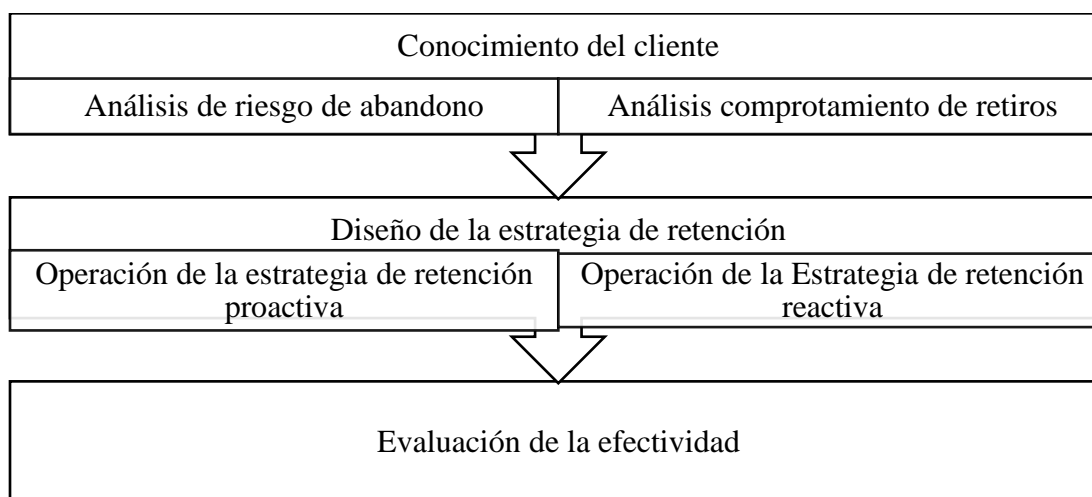 Conocimiento del cliente
Análisis de riesgo de abandono
Análisis comprotamiento de retiros
Diseño de la estrategia de retención
Operación de la estrategia de retención
proactiva
Operación de la Estrategia de retención
reactiva
Evaluación de la efectividad